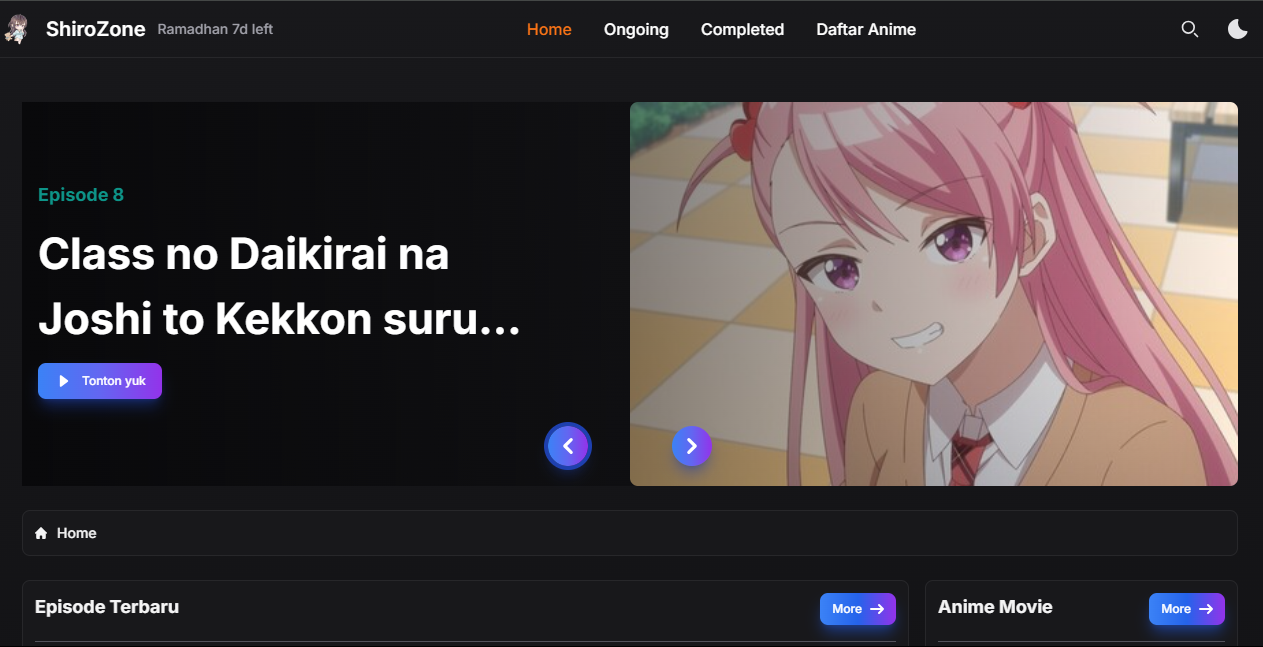 ShiroZone Ramadhan 7d left Home Ongoing Completed Daftar Anime
Episode 8
Class no Daikirai na
Joshi to Kekkon suru...
Tonton yuk
Home
Episode Terbaru More
Anime Movie More